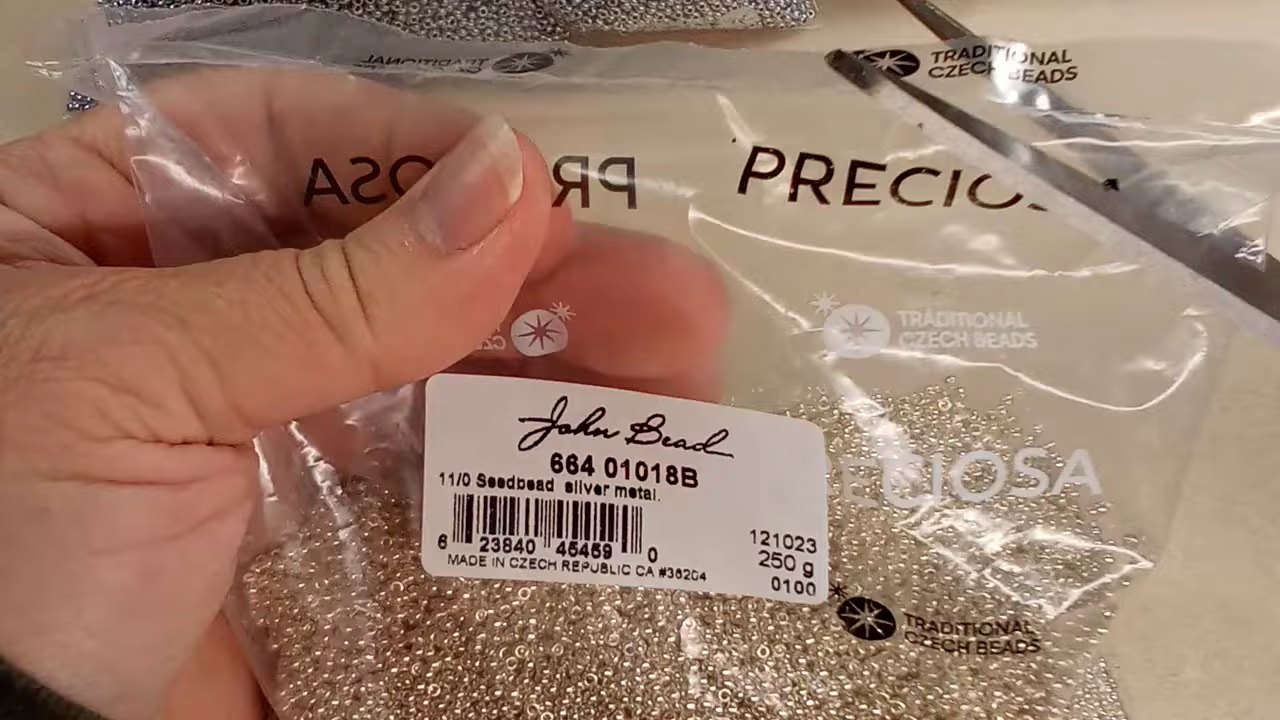 TRADITIONAL
CZECH BEADS
PRECIOSA
PRECIO
TRADITIONAL
CZECH BEADS
PRECIOSA
John Bead
664 01018B
11/0 Seedbead silver metal.
6 23840 45459 0
121023
250 g
0100
MADE IN CZECH REPUBLIC CA #36204
TRADITIONAL
CZECH BEADS